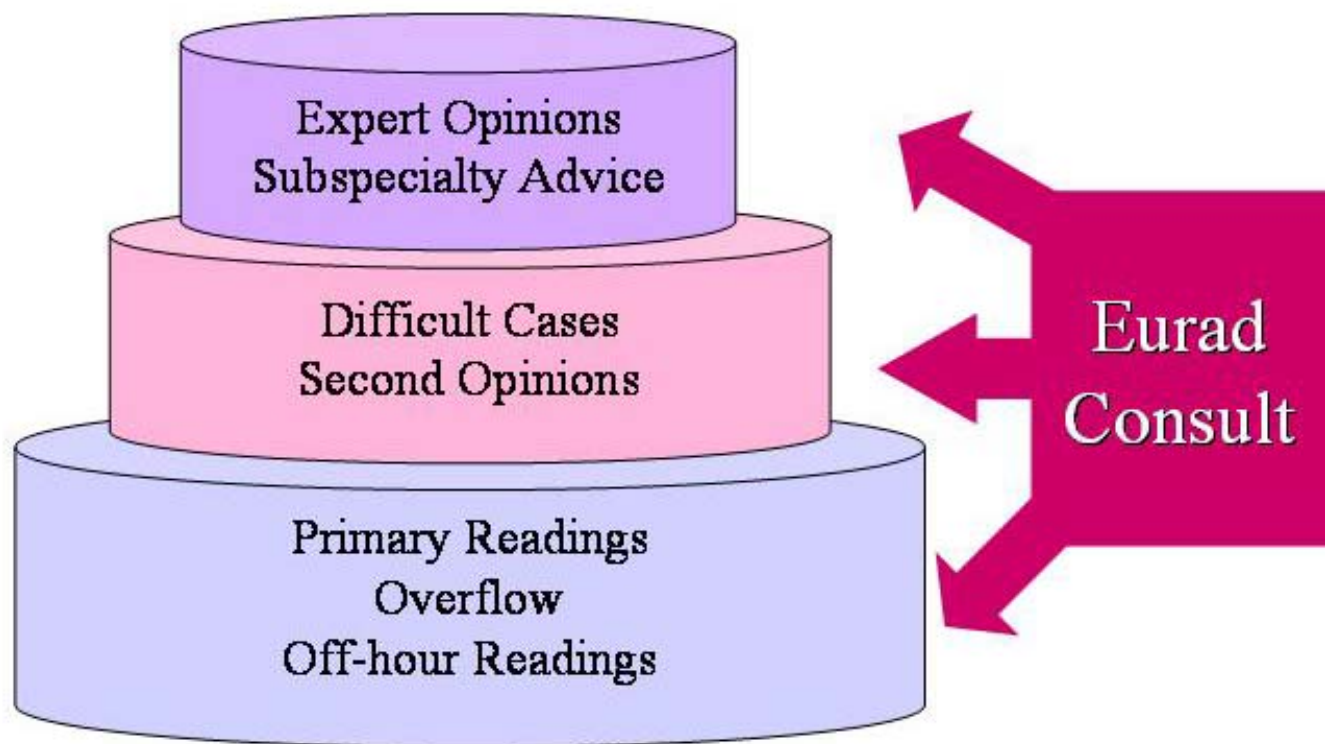 Expert Opinions
Subspecialty Advice
Difficult Cases
Second Opinions
Primary Readings
Overflow
Off-hour Readings
Eurad
Consult